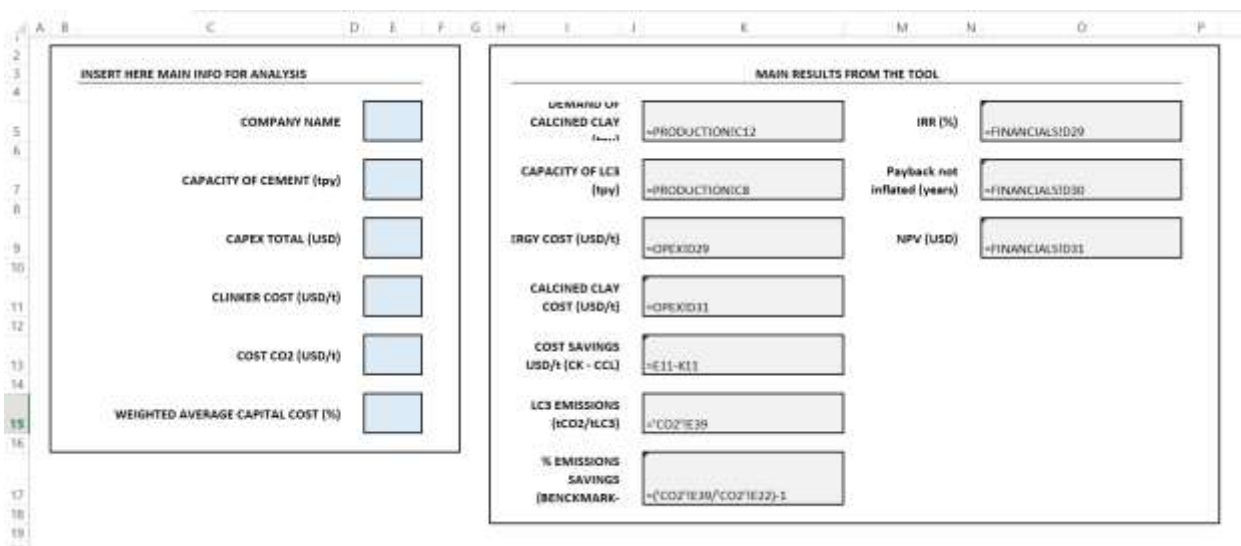 A B C D E F G H I J K M N O P
2
3 INSERT HERE MAIN INFO FOR ANALYSIS MAIN RESULTS FROM THE TOOL
4
DEMAND OF
5 COMPANY NAME CALCINED CLAY =PRODUCTION!C12 IRR (%) =FINANCIALS!D29
6
CAPACITY OF LC3 Payback not
7 CAPACITY OF CEMENT (tpy) (tpy) =PRODUCTION!C8 inflated (years) =FINANCIALS!D30
8
9 CAPEX TOTAL (USD) ERGY COST (USD/t) =OPEX!D29 NPV (USD) =FINANCIALS!D31
10
CALCINED CLAY
11 CLINKER COST (USD/t) COST (USD/t) =OPEX!D31
12
COST SAVINGS
13 COST CO2 (USD/t) USD/t (CK - CCL) =E11-K11
14
LC3 EMISSIONS
15 WEIGHTED AVERAGE CAPITAL COST (%) (tCO2/tLC3) ='CO2'!E39
16
% EMISSIONS
SAVINGS
17 (BENCKMARK- =('CO2'!E39/'CO2'!E22)-1
18
19